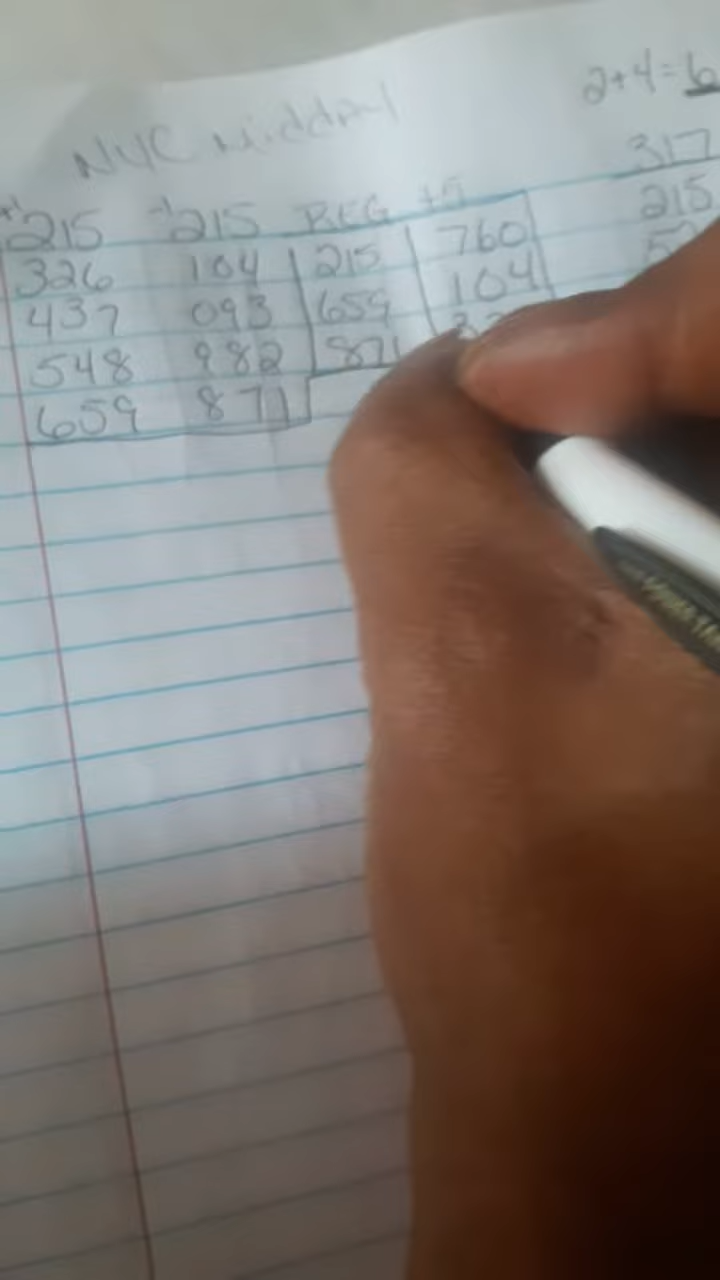 2+4=6
NYC Middday
317
+1 215 -1 215 REG +5
215
326 104 215 760
437 093 659 104
548 982 871
659 871